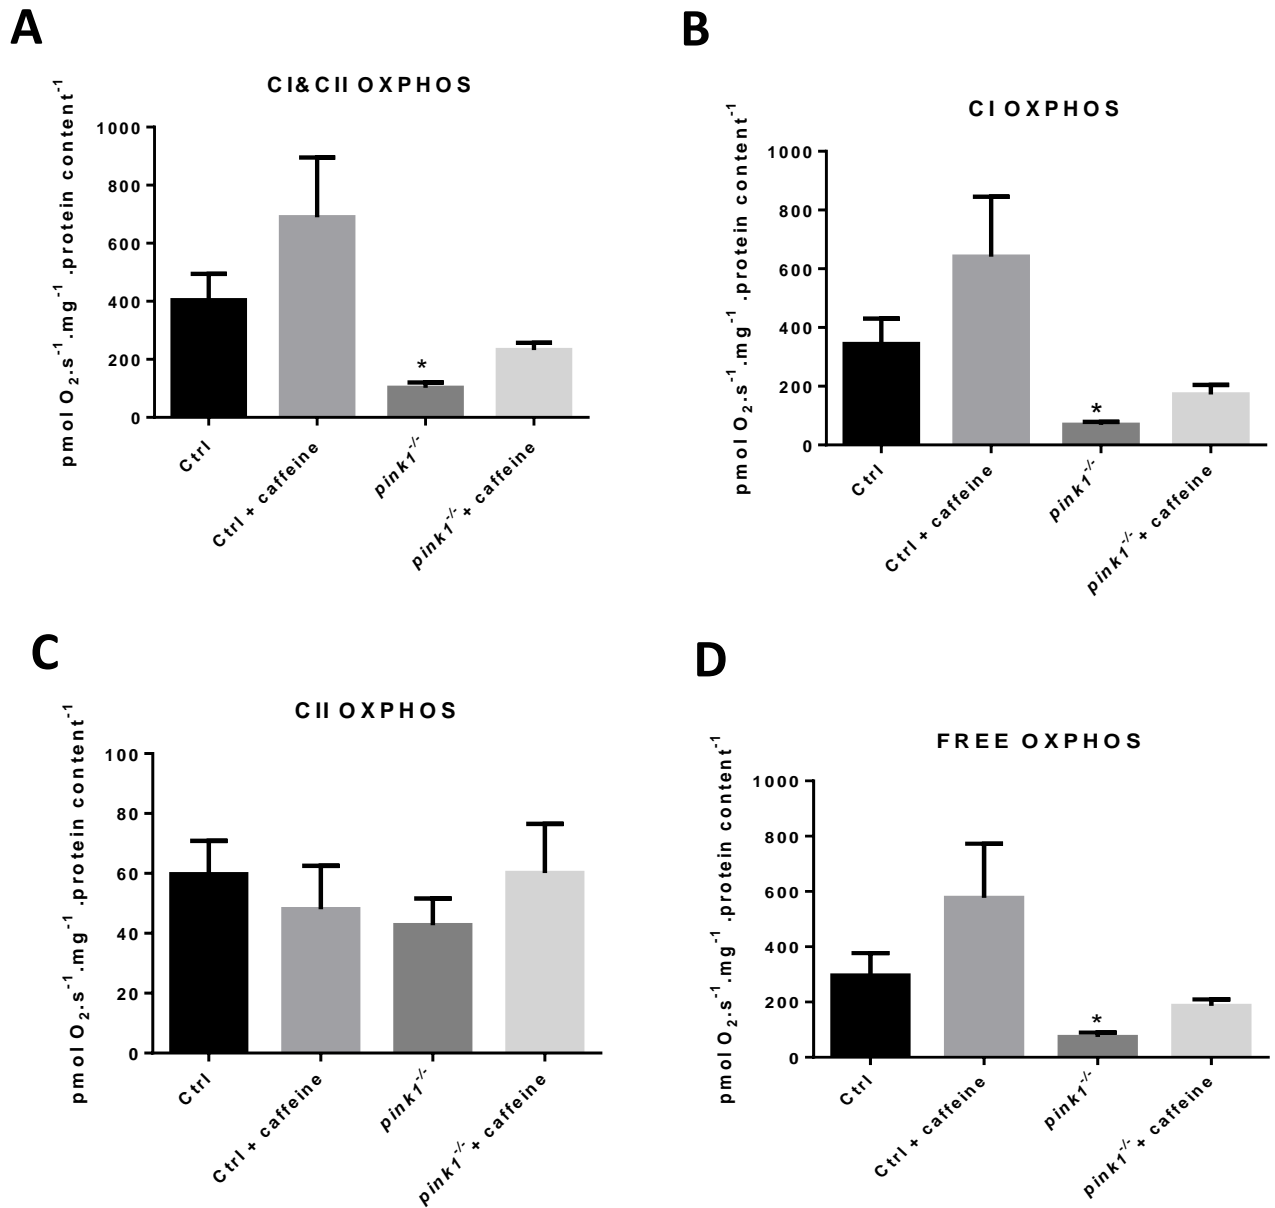 A
CI&CII OXPHOS
pmol O2.s-1.mg-1 .protein content-1
1000
800
600
400
200
0
*
Ctrl
Ctrl + caffeine
pink1-/-
pink1-/- + caffeine
B
CI OXPHOS
pmol O2.s-1.mg-1 .protein content-1
1000
800
600
400
200
0
*
Ctrl
Ctrl + caffeine
pink1-/-
pink1-/- + caffeine
C
CII OXPHOS
pmol O2.s-1.mg-1 .protein content-1
100
80
60
40
20
0
Ctrl
Ctrl + caffeine
pink1-/-
pink1-/- + caffeine
D
FREE OXPHOS
pmol O2.s-1.mg-1 .protein content-1
1000
800
600
400
200
0
*
Ctrl
Ctrl + caffeine
pink1-/-
pink1-/- + caffeine